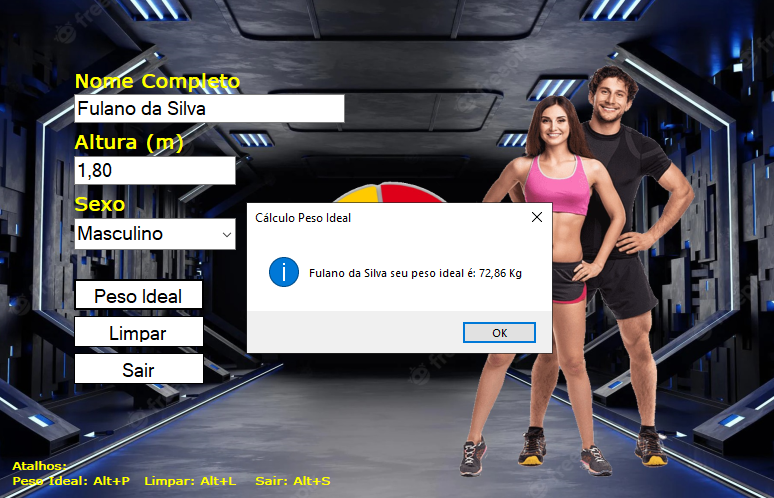 Nome Completo
Fulano da Silva
Altura (m)
1,80
Sexo
Masculino
Cálculo Peso Ideal
Fulano da Silva seu peso ideal é: 72,86 Kg
OK
Peso Ideal
Limpar
Sair
Atalhos:
Peso Ideal: Alt+P Limpar: Alt+L Sair: Alt+S